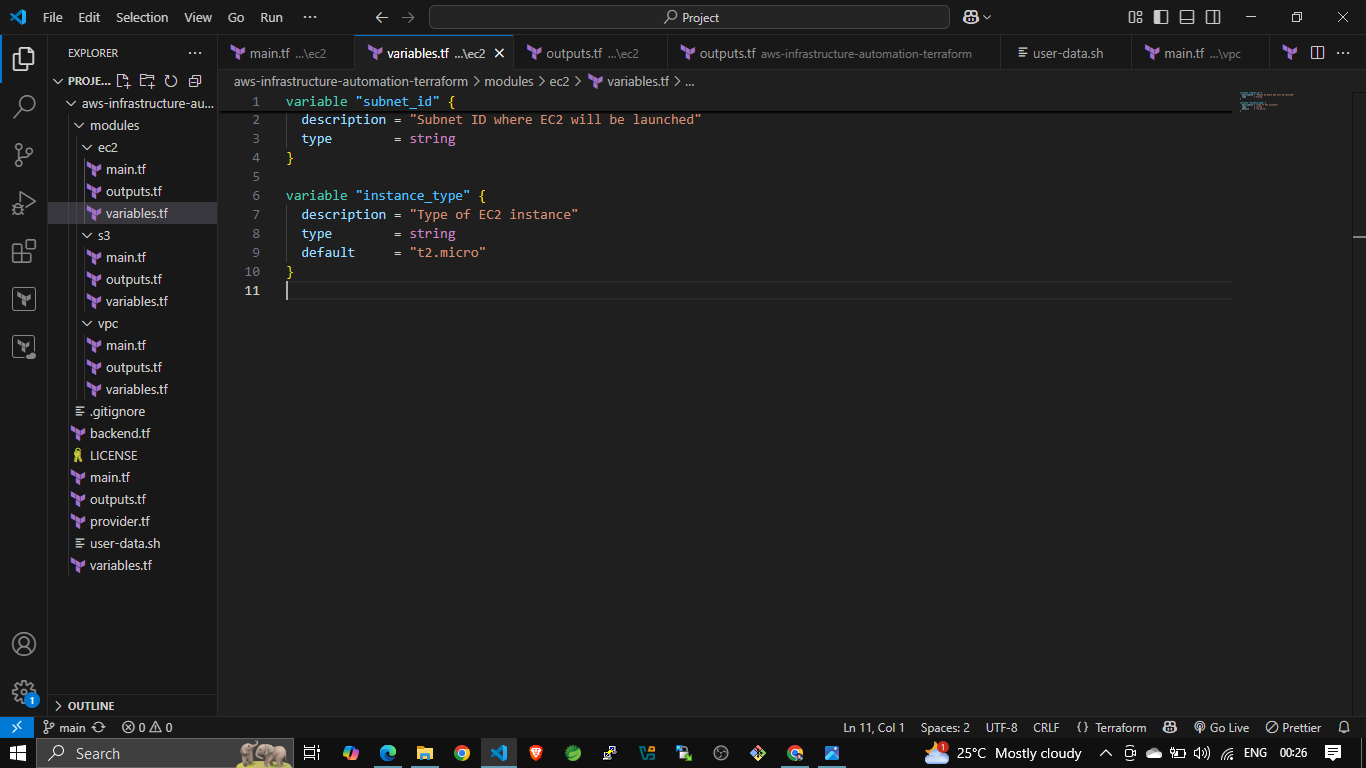 File Edit Selection View Go Run ··· Project
EXPLORER ···
main.tf ...\ec2 variables.tf ...\ec2 outputs.tf ...\ec2 outputs.tf aws-infrastructure-automation-terraform user-data.sh main.tf ...\vpc ···
PROJE...
aws-infrastructure-au...
modules
ec2
main.tf
outputs.tf
variables.tf
s3
main.tf
outputs.tf
variables.tf
vpc
main.tf
outputs.tf
variables.tf
.gitignore
backend.tf
LICENSE
main.tf
outputs.tf
provider.tf
user-data.sh
variables.tf
OUTLINE
aws-infrastructure-automation-terraform > modules > ec2 > variables.tf > ...
1 variable "subnet_id" {
2   description = "Subnet ID where EC2 will be launched"
3   type        = string
4 }
5
6 variable "instance_type" {
7   description = "Type of EC2 instance"
8   type        = string
9   default     = "t2.micro"
10 }
11
1
main 0 0 Ln 11, Col 1 Spaces: 2 UTF-8 CRLF {} Terraform Go Live Prettier
Search 1 25°C Mostly cloudy ENG 00:26